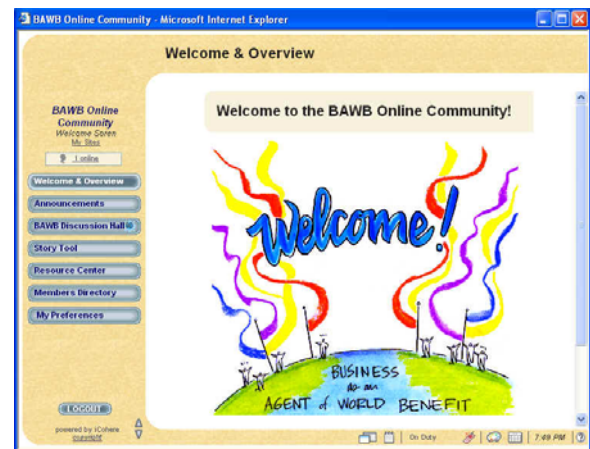 BAWB Online Community - Microsoft Internet Explorer
Welcome & Overview
BAWB Online
Community
Welcome Soren
My Sites
1 online
Welcome & Overview
Announcements
BAWB Discussion Hall
Story Tool
Resource Center
Members Directory
My Preferences
LOGOUT
powered by iCohere
copyright
Welcome to the BAWB Online Community!
Welcome!
BUSINESS
AGENT of WORLD BENEFIT
On Duty
7:49 PM